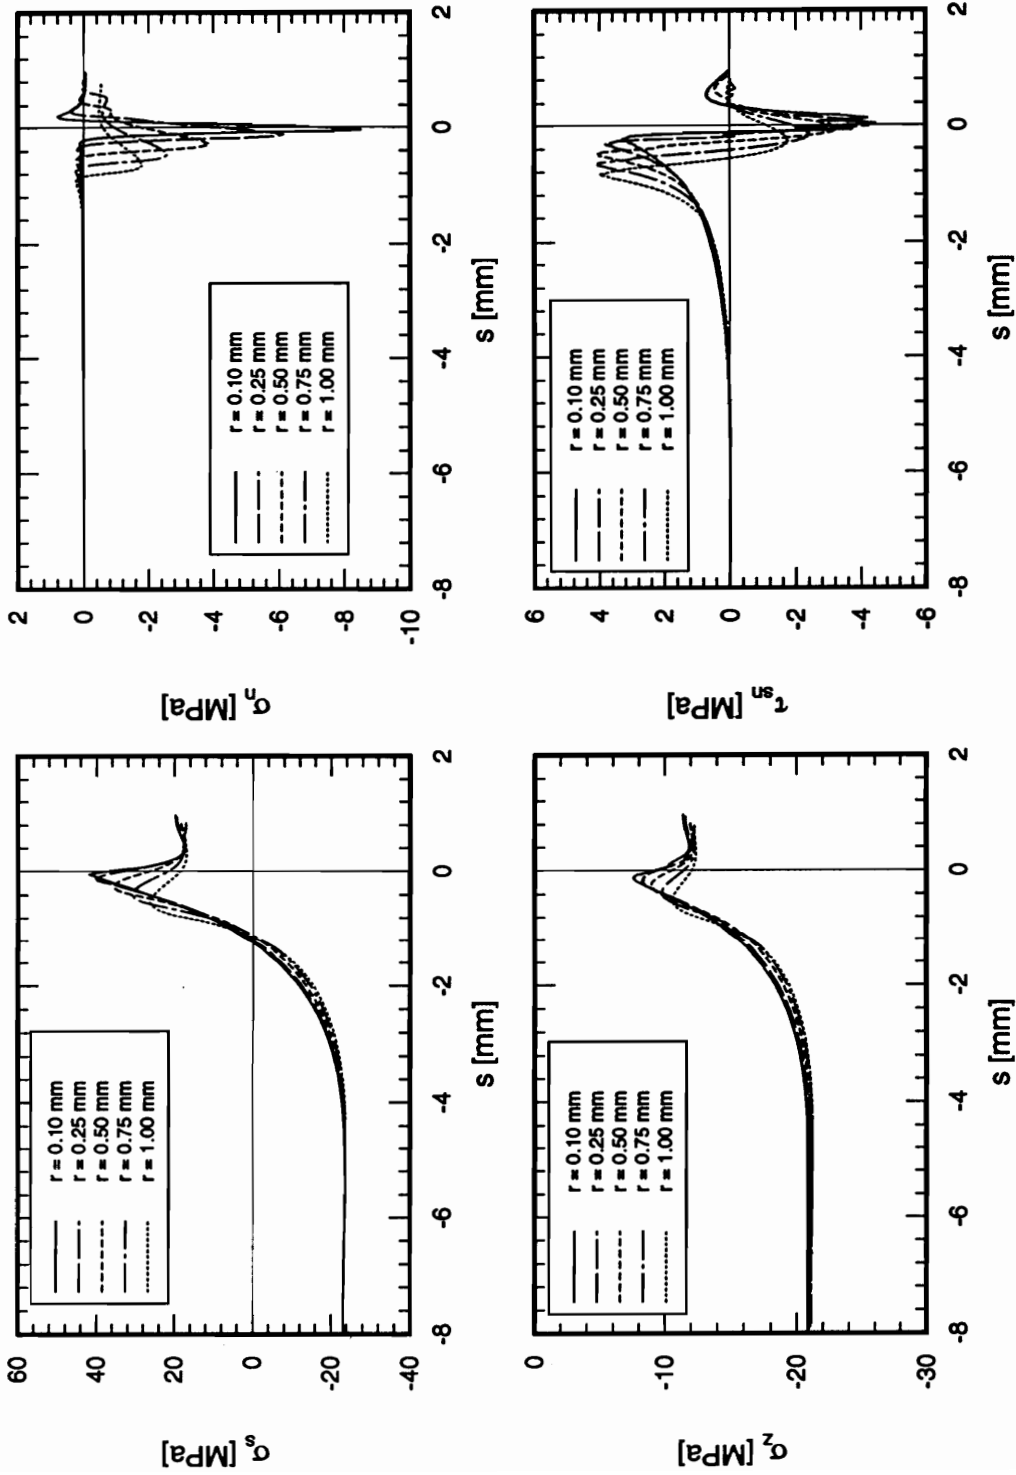 σs [MPa]
60
40
20
0
-20
-40
r = 0.10 mm
r = 0.25 mm
r = 0.50 mm
r = 0.75 mm
r = 1.00 mm
-8 -6 -4 -2 0 2
s [mm]
σn [MPa]
2
0
-2
-4
-6
-8
-10
r = 0.10 mm
r = 0.25 mm
r = 0.50 mm
r = 0.75 mm
r = 1.00 mm
-8 -6 -4 -2 0 2
s [mm]
σz [MPa]
0
-10
-20
-30
r = 0.10 mm
r = 0.25 mm
r = 0.50 mm
r = 0.75 mm
r = 1.00 mm
-8 -6 -4 -2 0 2
s [mm]
τsn [MPa]
6
4
2
0
-2
-4
-6
r = 0.10 mm
r = 0.25 mm
r = 0.50 mm
r = 0.75 mm
r = 1.00 mm
-8 -6 -4 -2 0 2
s [mm]